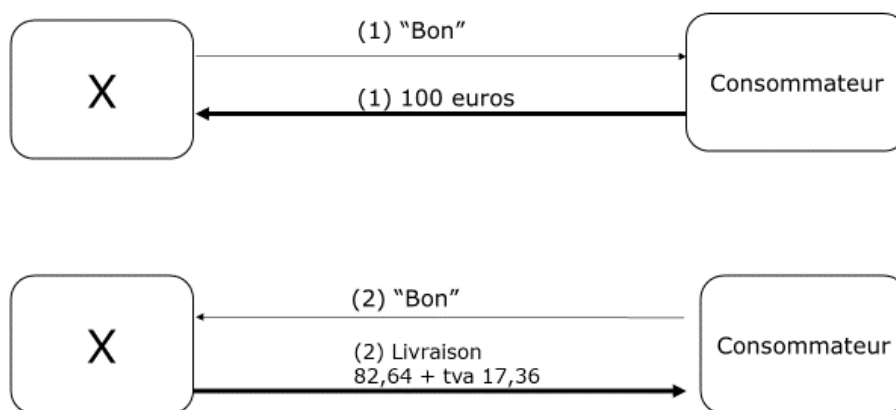 (1) “Bon”
X
Consommateur
(1) 100 euros
(2) “Bon”
X
Consommateur
(2) Livraison
82,64 + tva 17,36